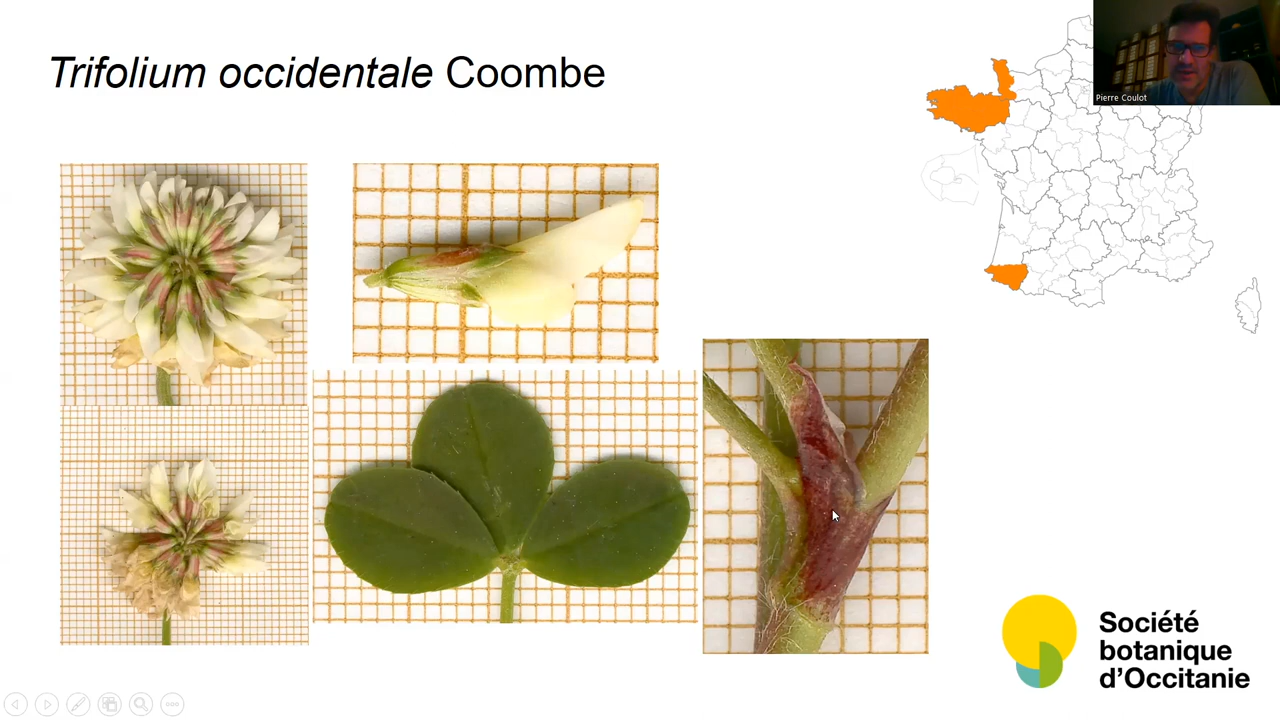 Trifolium occidentale Coombe
Pierre Coulot
Société
botanique
d'Occitanie